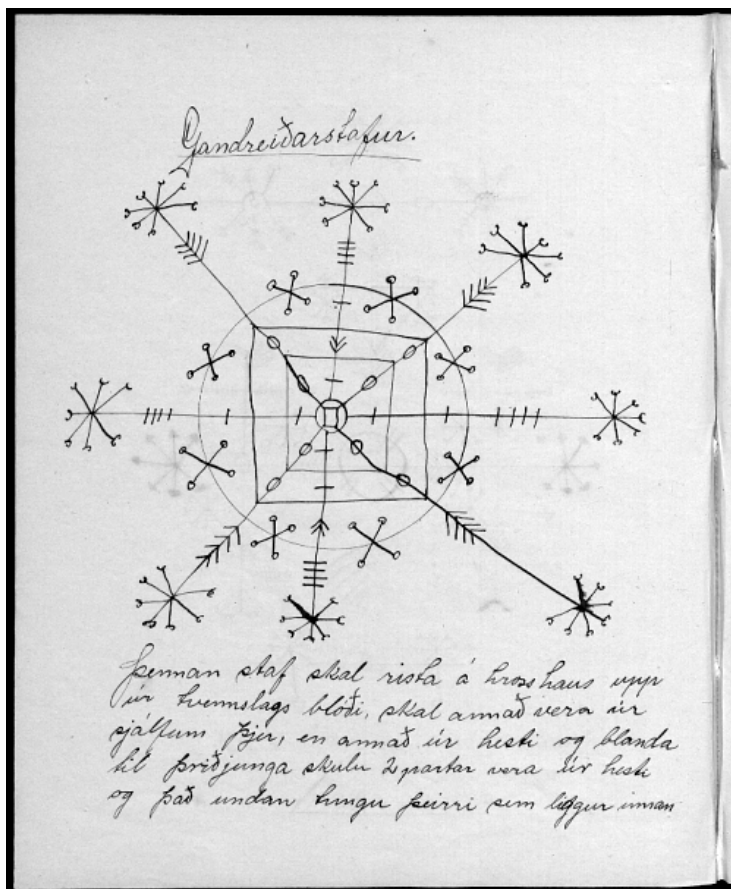 Gandreiðarstafur.
Þennan staf skal rista á hrosshaus upp
úr tvennslags blóði, skal annað vera úr
sjálfum þjer, en annað úr hesti og blanda
til þriðjunga skulu 2 partar vera úr hesti
og það undan tungu þeirri sem liggur innan